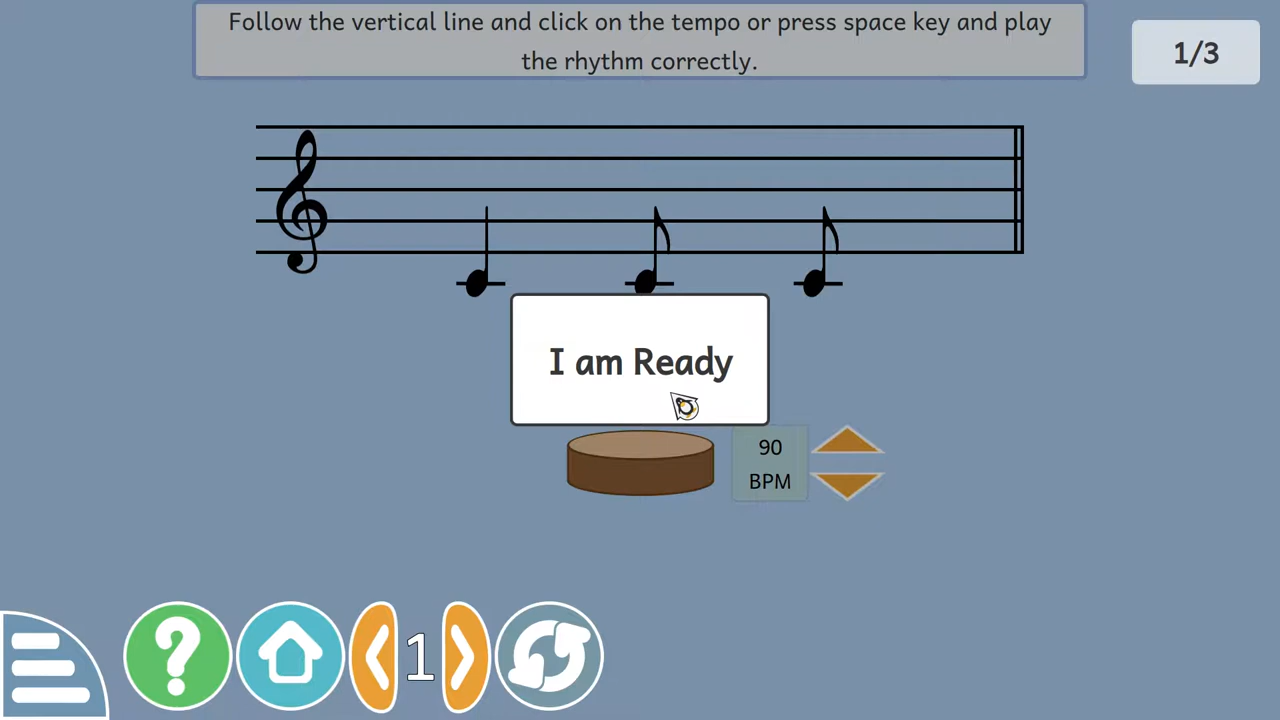 Follow the vertical line and click on the tempo or press space key and play
the rhythm correctly.
1/3
I am Ready
90
BPM
?
1